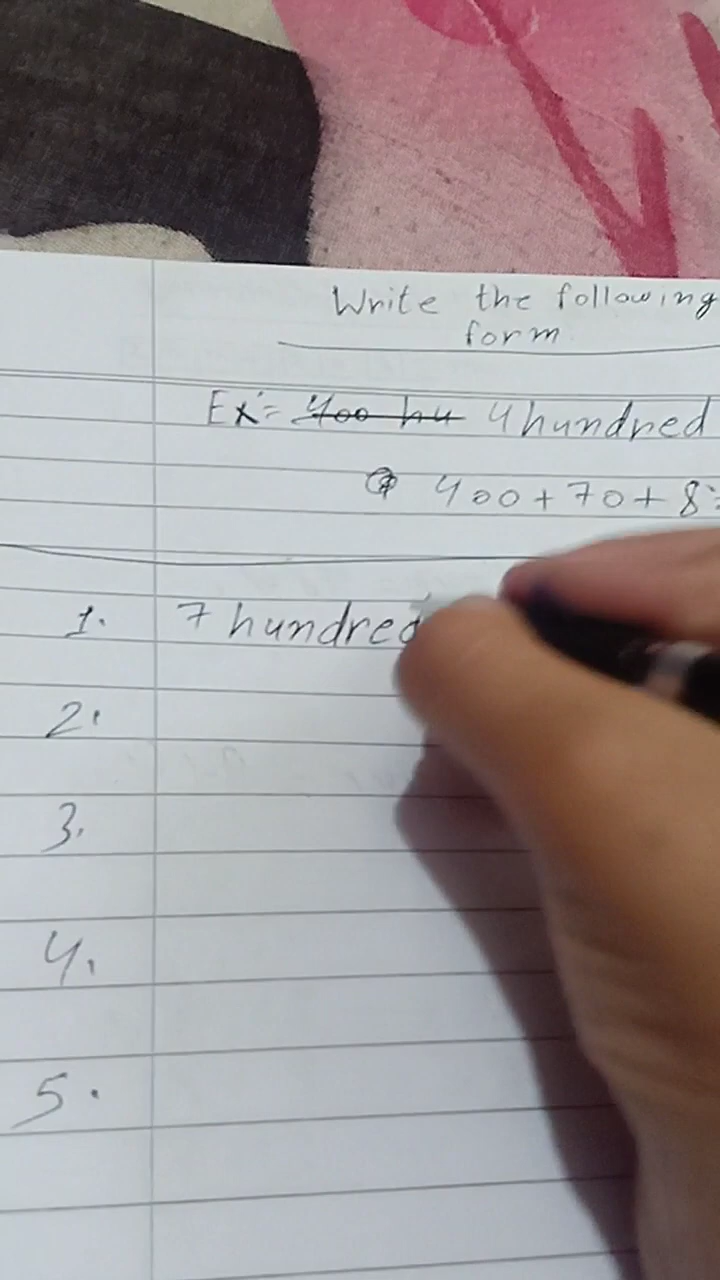 Write the following
form
Ex:= 400 hu 4 hundred
400+70+8=
1. 7 hundred
2.
3.
4.
5.